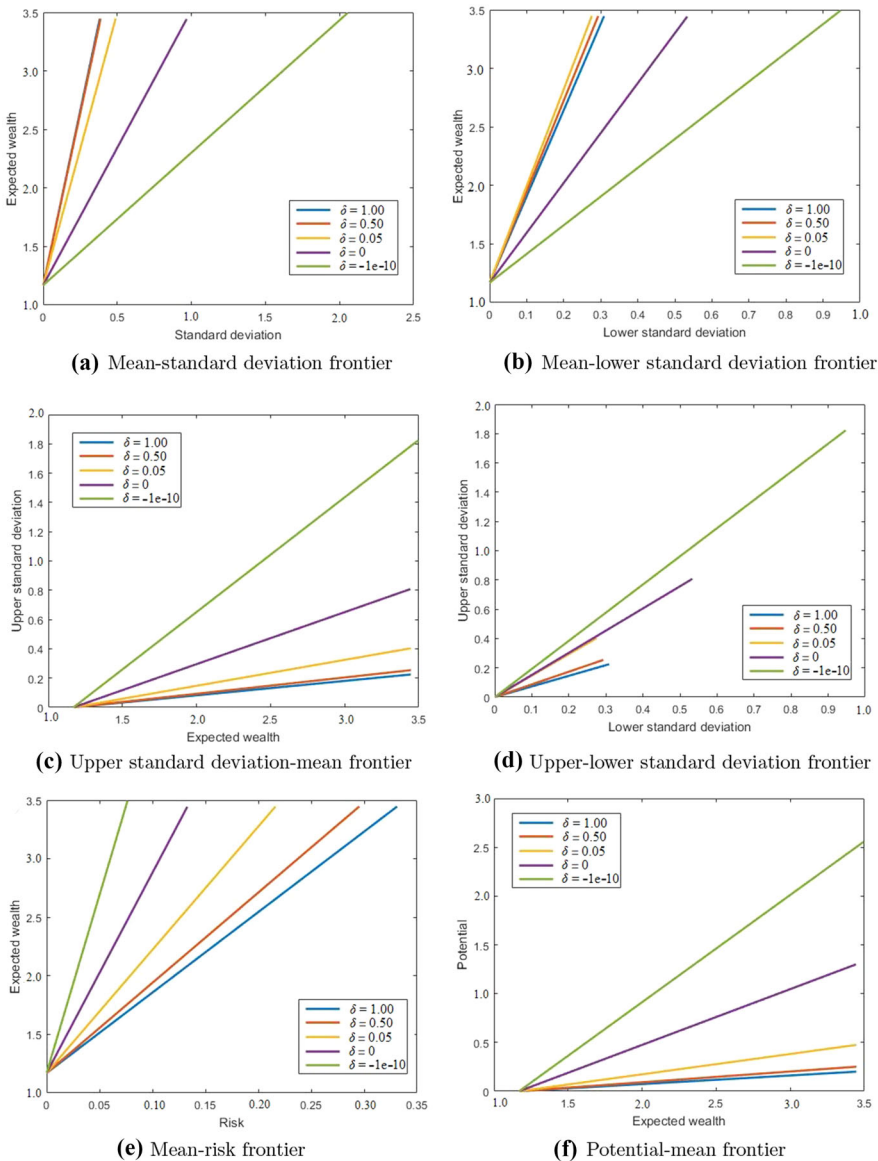 3.5
3.0
2.5
2.0
1.5
1.0
Expected wealth
δ = 1.00
δ = 0.50
δ = 0.05
δ = 0
δ = -1e-10
0 0.5 1.0 1.5 2.0 2.5
Standard deviation
(a) Mean-standard deviation frontier
3.5
3.0
2.5
2.0
1.5
1.0
Expected wealth
δ = 1.00
δ = 0.50
δ = 0.05
δ = 0
δ = -1e-10
0 0.1 0.2 0.3 0.4 0.5 0.6 0.7 0.8 0.9 1.0
Lower standard deviation
(b) Mean-lower standard deviation frontier
2.0
1.8
1.6
1.4
1.2
1.0
0.8
0.6
0.4
0.2
0
Upper standard deviation
δ = 1.00
δ = 0.50
δ = 0.05
δ = 0
δ = -1e-10
1.0 1.5 2.0 2.5 3.0 3.5
Expected wealth
(c) Upper standard deviation-mean frontier
2.0
1.8
1.6
1.4
1.2
1.0
0.8
0.6
0.4
0.2
0
Upper standard deviation
δ = 1.00
δ = 0.50
δ = 0.05
δ = 0
δ = -1e-10
0 0.1 0.2 0.3 0.4 0.5 0.6 0.7 0.8 0.9 1.0
Lower standard deviation
(d) Upper-lower standard deviation frontier
3.5
3.0
2.5
2.0
1.5
1.0
Expected wealth
δ = 1.00
δ = 0.50
δ = 0.05
δ = 0
δ = -1e-10
0 0.05 0.10 0.15 0.20 0.25 0.30 0.35
Risk
(e) Mean-risk frontier
3.0
2.5
2.0
1.5
1.0
0.5
0
Potential
δ = 1.00
δ = 0.50
δ = 0.05
δ = 0
δ = -1e-10
1.0 1.5 2.0 2.5 3.0 3.5
Expected wealth
(f) Potential-mean frontier